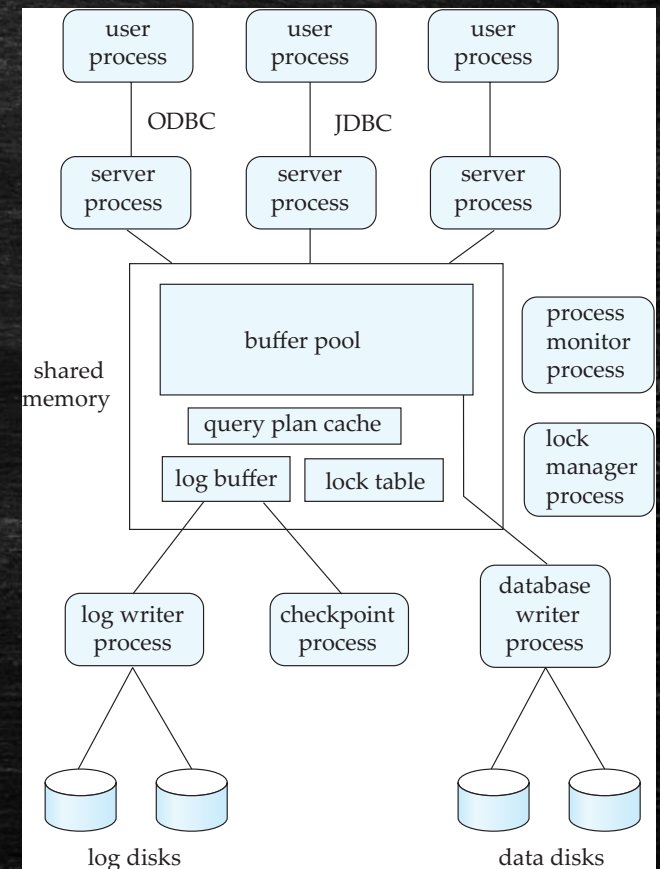 user
process
user
process
user
process
ODBC
JDBC
server
process
server
process
server
process
shared
memory
buffer pool
query plan cache
log buffer
lock table
process
monitor
process
lock
manager
process
log writer
process
checkpoint
process
database
writer
process
log disks
data disks